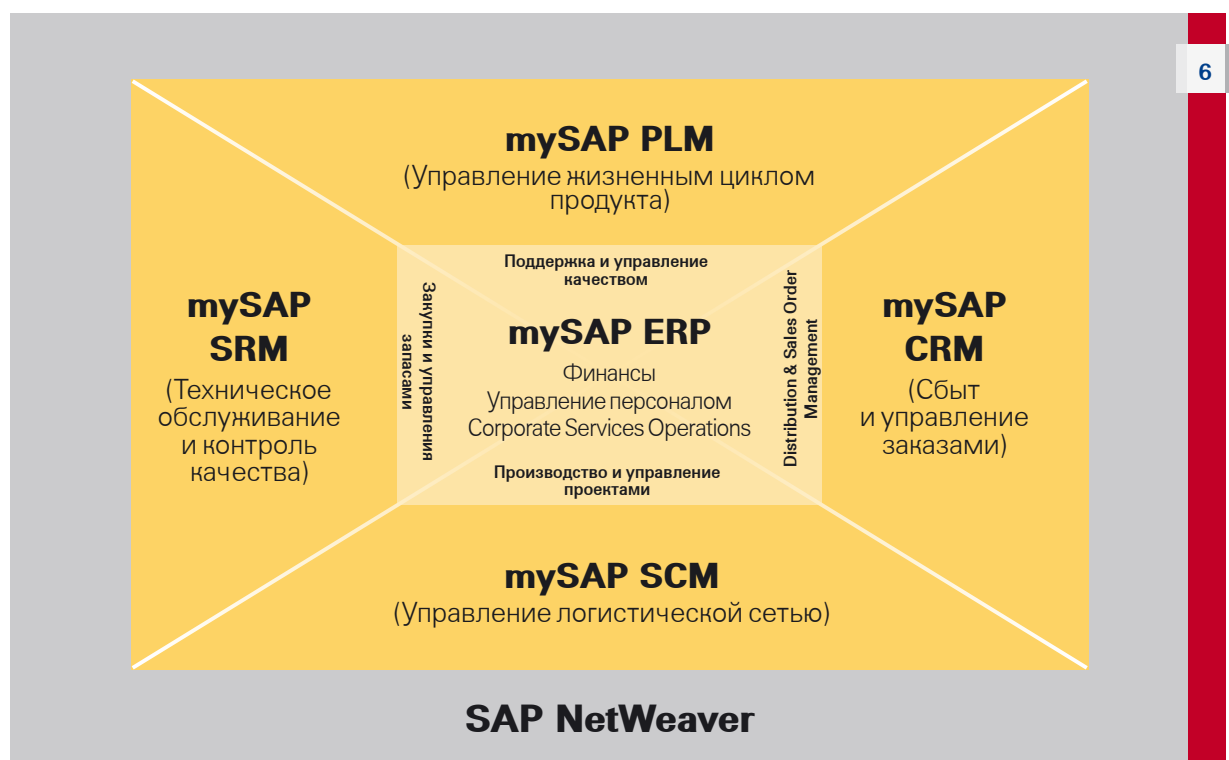 6
mySAP PLM
(Управление жизненным циклом
продукта)
Поддержка и управление
качеством
mySAP
SRM
(Техническое
обслуживание
и контроль
качества)
Закупки и управления
запасами
mySAP ERP
Финансы
Управление персоналом
Corporate Services Operations
Distribution & Sales Order
Management
mySAP
CRM
(Сбыт
и управление
заказами)
Производство и управление
проектами
mySAP SCM
(Управление логистической сетью)
SAP NetWeaver